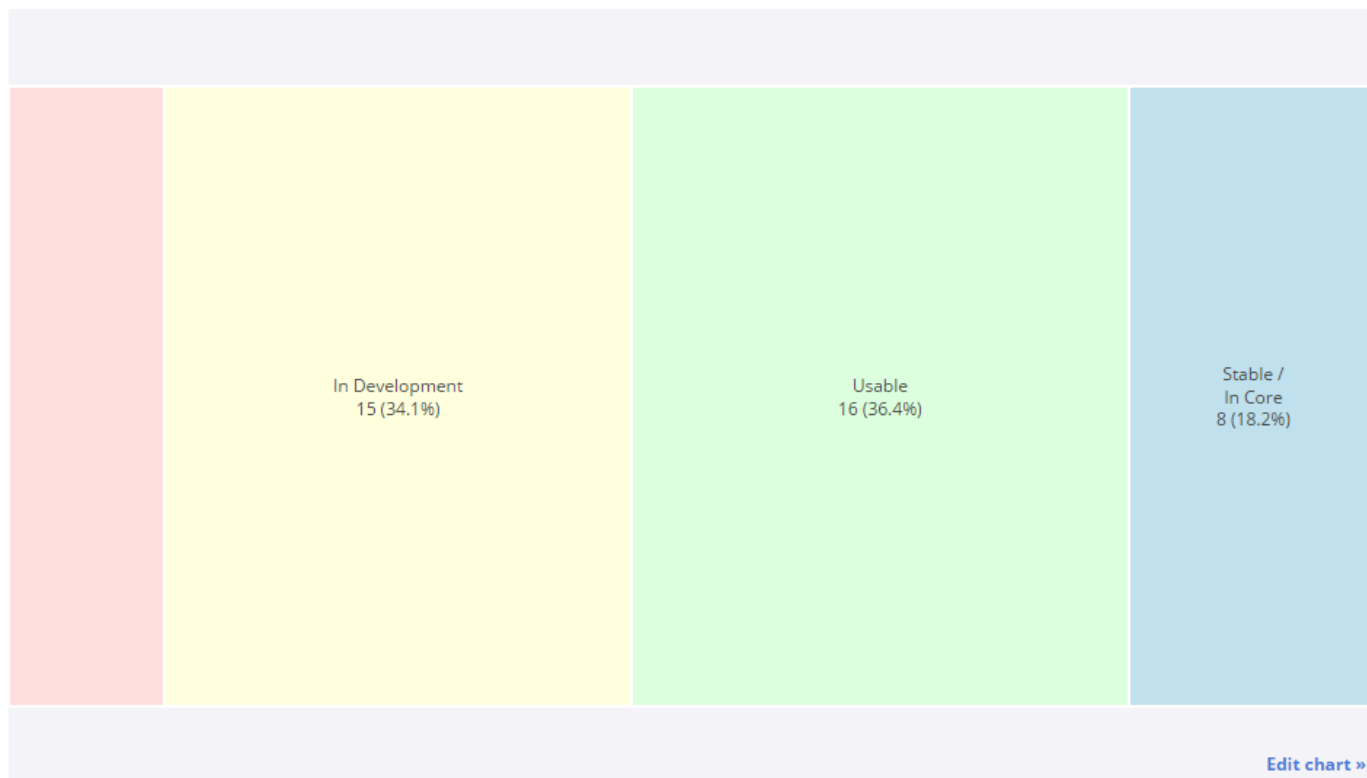 In Development
15 (34.1%)
Usable
16 (36.4%)
Stable /
In Core
8 (18.2%)
Edit chart »